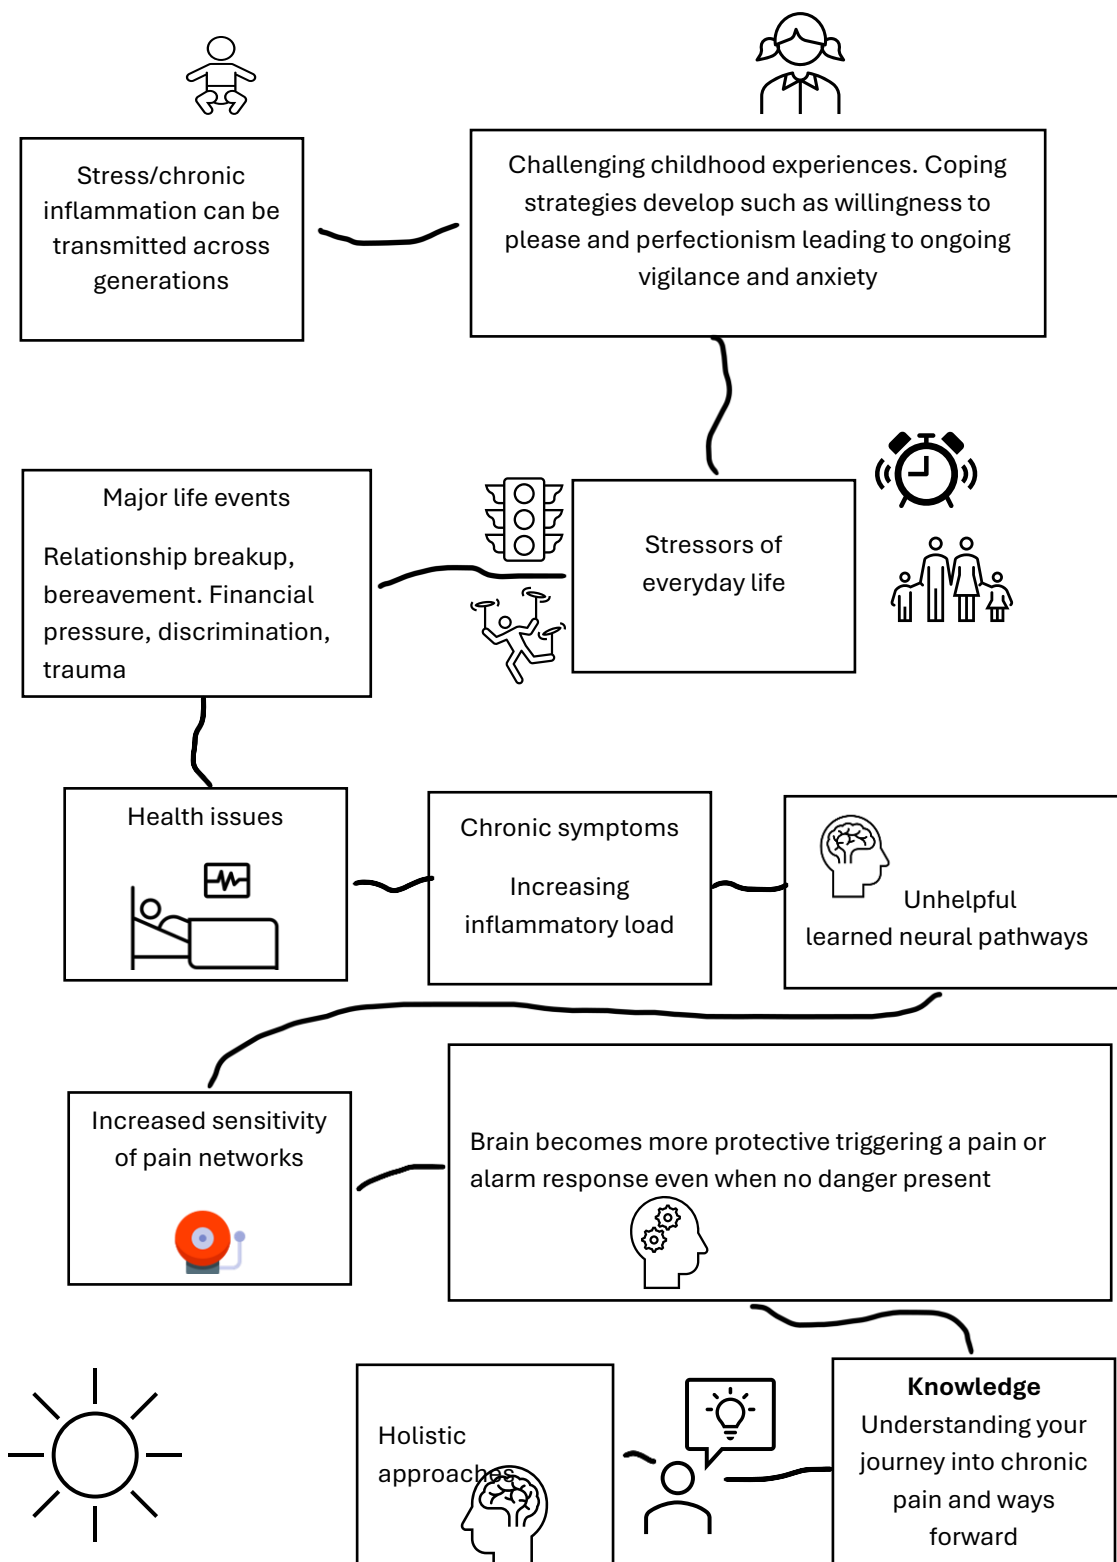 Stress/chronic
inflammation can be
transmitted across
generations
Challenging childhood experiences. Coping
strategies develop such as willingness to
please and perfectionism leading to ongoing
vigilance and anxiety
Stressors of
everyday life
Major life events
Relationship breakup,
bereavement. Financial
pressure, discrimination,
trauma
Health issues
Chronic symptoms
Increasing
inflammatory load
Unhelpful
learned neural pathways
Increased sensitivity
of pain networks
Brain becomes more protective triggering a pain or
alarm response even when no danger present
Knowledge
Understanding your
journey into chronic
pain and ways
forward
Holistic
approaches